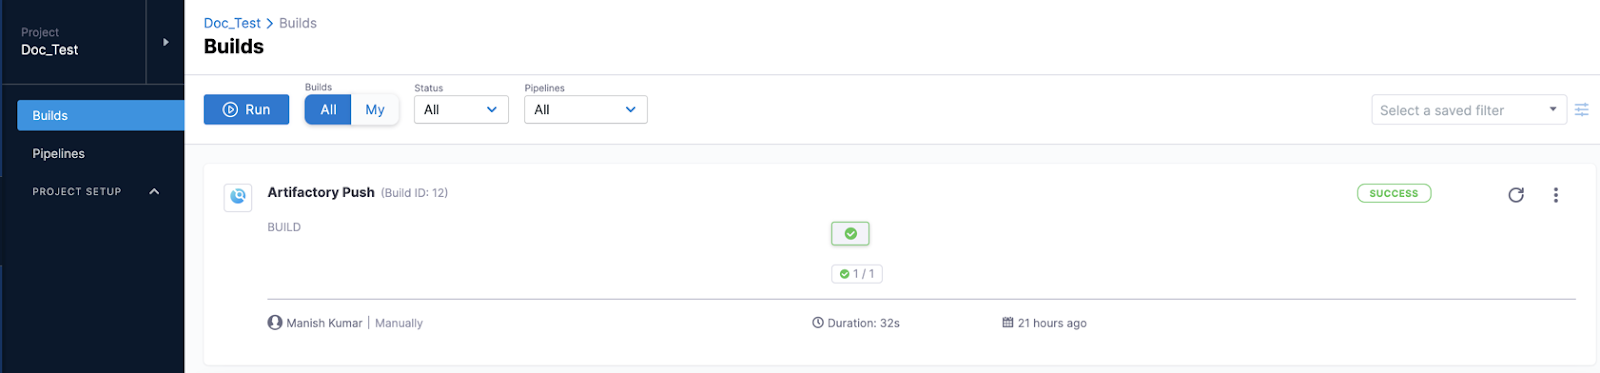 Project
Doc_Test
Builds
Pipelines
PROJECT SETUP
Doc_Test > Builds
Builds
Run
Builds
All My
Status
All
Pipelines
All
Select a saved filter
Artifactory Push (Build ID: 12)
SUCCESS
BUILD
1 / 1
Manish Kumar | Manually
Duration: 32s
21 hours ago